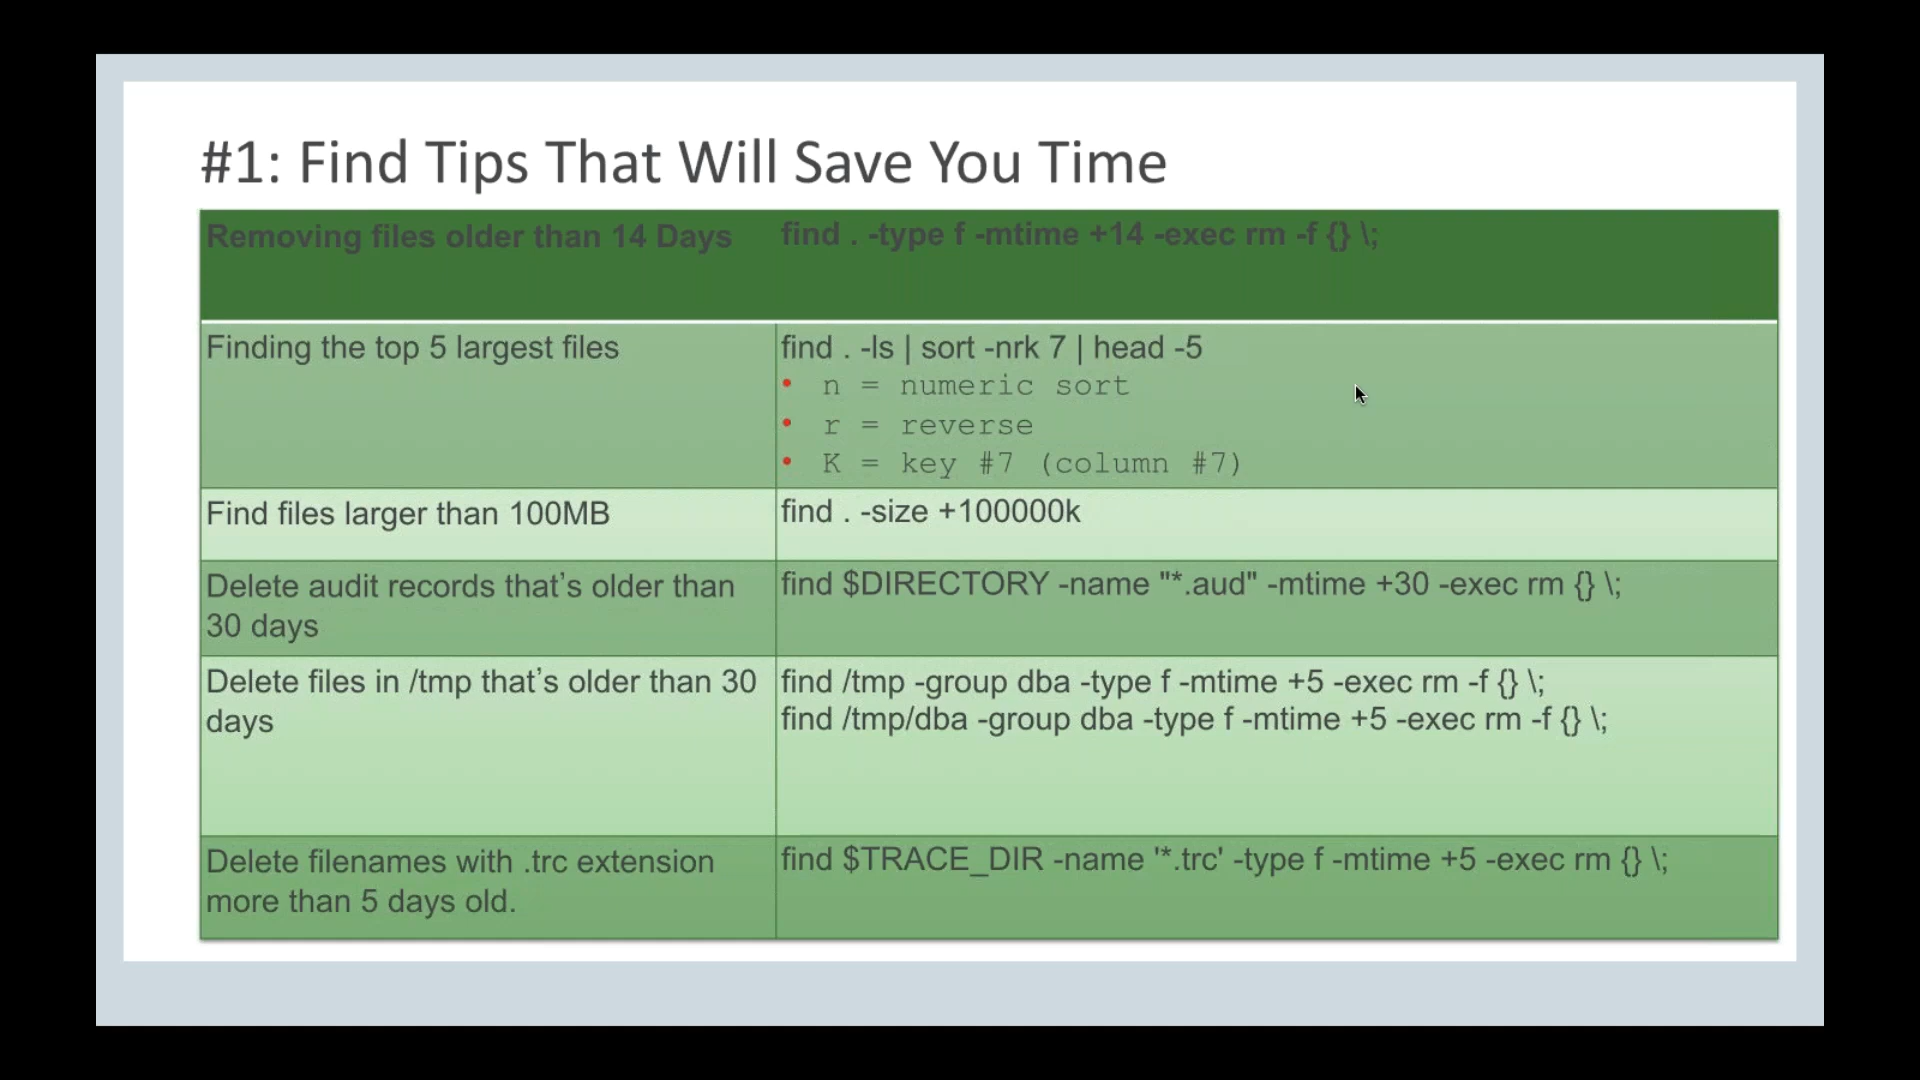 #1: Find Tips That Will Save You Time
Removing files older than 14 Days
find . -type f -mtime +14 -exec rm -f {} \;
Finding the top 5 largest files
find . -ls | sort -nrk 7 | head -5
• n = numeric sort
• r = reverse
• K = key #7 (column #7)
Find files larger than 100MB
find . -size +100000k
Delete audit records that’s older than
30 days
find $DIRECTORY -name "*.aud" -mtime +30 -exec rm {} \;
Delete files in /tmp that’s older than 30
days
find /tmp -group dba -type f -mtime +5 -exec rm -f {} \;
find /tmp/dba -group dba -type f -mtime +5 -exec rm -f {} \;
Delete filenames with .trc extension
more than 5 days old.
find $TRACE_DIR -name '*.trc' -type f -mtime +5 -exec rm {} \;